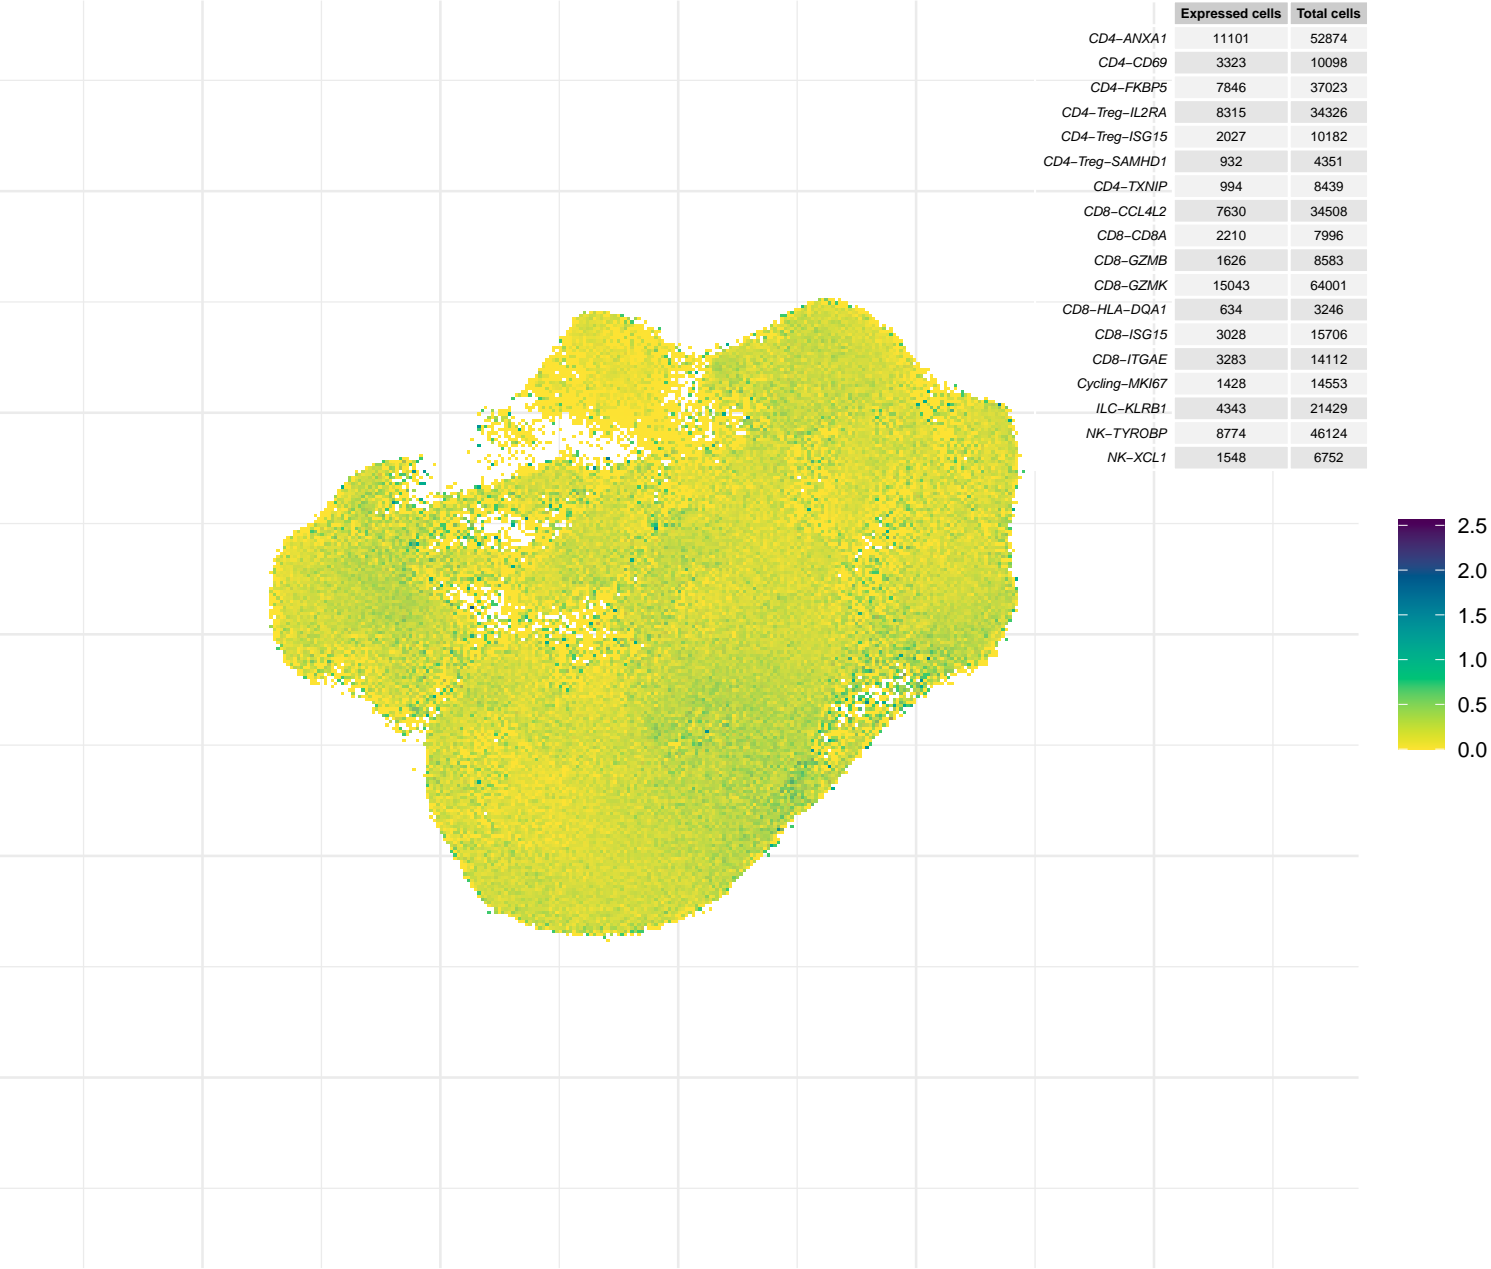 Expressed cells Total cells
CD4−ANXA1 11101 52874
CD4−CD69 3323 10098
CD4−FKBP5 7846 37023
CD4−Treg−IL2RA 8315 34326
CD4−Treg−ISG15 2027 10182
CD4−Treg−SAMHD1 932 4351
CD4−TXNIP 994 8439
CD8−CCL4L2 7630 34508
CD8−CD8A 2210 7996
CD8−GZMB 1626 8583
CD8−GZMK 15043 64001
CD8−HLA−DQA1 634 3246
CD8−ISG15 3028 15706
CD8−ITGAE 3283 14112
Cycling−MKI67 1428 14553
ILC−KLRB1 4343 21429
NK−TYROBP 8774 46124
NK−XCL1 1548 6752
2.5
2.0
1.5
1.0
0.5
0.0